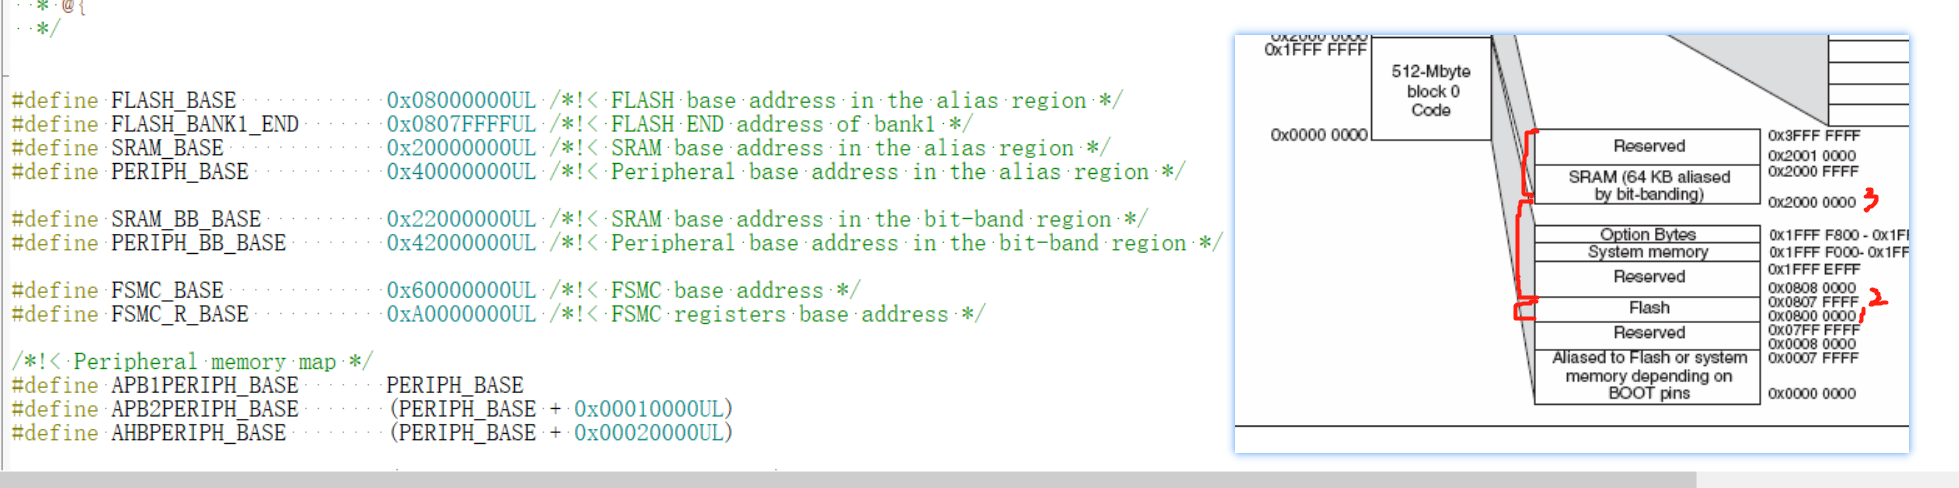 * @{
*/
#define FLASH_BASE 0x08000000UL /*!< FLASH base address in the alias region */
#define FLASH_BANK1_END 0x0807FFFFUL /*!< FLASH END address of bank1 */
#define SRAM_BASE 0x20000000UL /*!< SRAM base address in the alias region */
#define PERIPH_BASE 0x40000000UL /*!< Peripheral base address in the alias region */
#define SRAM_BB_BASE 0x22000000UL /*!< SRAM base address in the bit-band region */
#define PERIPH_BB_BASE 0x42000000UL /*!< Peripheral base address in the bit-band region */
#define FSMC_BASE 0x60000000UL /*!< FSMC base address */
#define FSMC_R_BASE 0xA0000000UL /*!< FSMC registers base address */
/*!< Peripheral memory map */
#define APB1PERIPH_BASE PERIPH_BASE
#define APB2PERIPH_BASE (PERIPH_BASE + 0x00010000UL)
#define AHBPERIPH_BASE (PERIPH_BASE + 0x00020000UL)
0x2000 0000
0x1FFF FFFF
512-Mbyte
block 0
Code
0x0000 0000
Reserved
0x3FFF FFFF
0x2001 0000
SRAM (64 KB aliased
by bit-banding)
0x2000 FFFF
0x2000 0000
3
Option Bytes
0x1FFF F800 - 0x1FF
System memory
0x1FFF F000- 0x1FF
Reserved
0x1FFF EFFF
0x0808 0000
Flash
0x0807 FFFF
2
0x0800 0000
1
Reserved
0x07FF FFFF
0x0008 0000
Aliased to Flash or system
memory depending on
BOOT pins
0x0007 FFFF
0x0000 0000